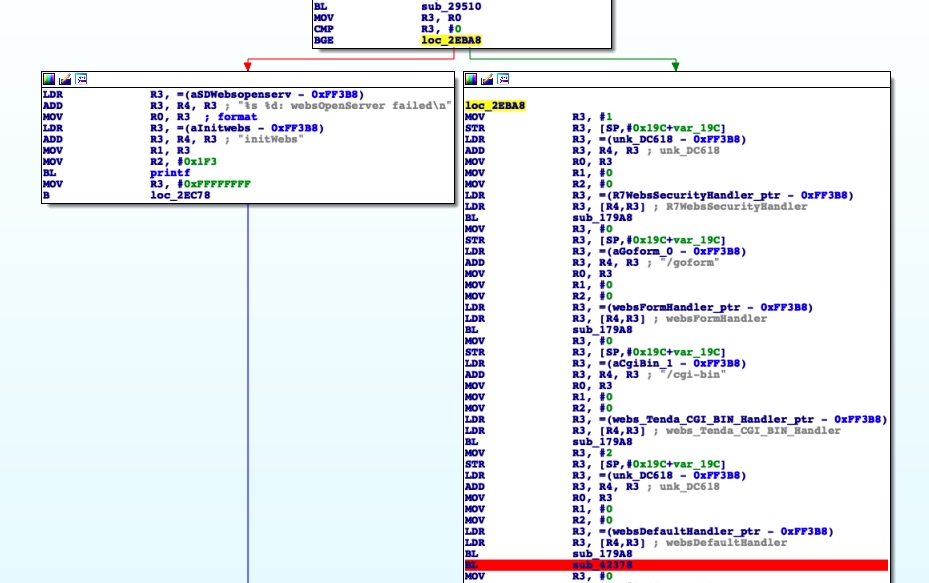 BL sub_29510
MOV R3, R0
CMP R3, #0
BGE loc_2EBA8
LDR R3, =(aSDWebsopenserv - 0xFF3B8)
ADD R3, R4, R3 ; "%s %d: websOpenServer failed\n"
MOV R0, R3 ; format
LDR R3, =(aInitwebs - 0xFF3B8)
ADD R3, R4, R3 ; "initWebs"
MOV R1, R3
MOV R2, #0x1F3
BL printf
MOV R3, #0xFFFFFFFF
B loc_2EC78
loc_2EBA8
MOV R3, #1
STR R3, [SP,#0x19C+var_19C]
LDR R3, =(unk_DC618 - 0xFF3B8)
ADD R3, R4, R3 ; unk_DC618
MOV R0, R3
MOV R1, #0
MOV R2, #0
LDR R3, =(R7WebsSecurityHandler_ptr - 0xFF3B8)
LDR R3, [R4,R3] ; R7WebsSecurityHandler
BL sub_179A8
MOV R3, #0
STR R3, [SP,#0x19C+var_19C]
LDR R3, =(aGoform_0 - 0xFF3B8)
ADD R3, R4, R3 ; "/goform"
MOV R0, R3
MOV R1, #0
MOV R2, #0
LDR R3, =(websFormHandler_ptr - 0xFF3B8)
LDR R3, [R4,R3] ; websFormHandler
BL sub_179A8
MOV R3, #0
STR R3, [SP,#0x19C+var_19C]
LDR R3, =(aCgiBin_1 - 0xFF3B8)
ADD R3, R4, R3 ; "/cgi-bin"
MOV R0, R3
MOV R1, #0
MOV R2, #0
LDR R3, =(webs_Tenda_CGI_BIN_Handler_ptr - 0xFF3B8)
LDR R3, [R4,R3] ; webs_Tenda_CGI_BIN_Handler
BL sub_179A8
MOV R3, #2
STR R3, [SP,#0x19C+var_19C]
LDR R3, =(unk_DC618 - 0xFF3B8)
ADD R3, R4, R3 ; unk_DC618
MOV R0, R3
MOV R1, #0
MOV R2, #0
LDR R3, =(websDefaultHandler_ptr - 0xFF3B8)
LDR R3, [R4,R3] ; websDefaultHandler
BL sub_179A8
BL sub_42378
MOV R3, #0